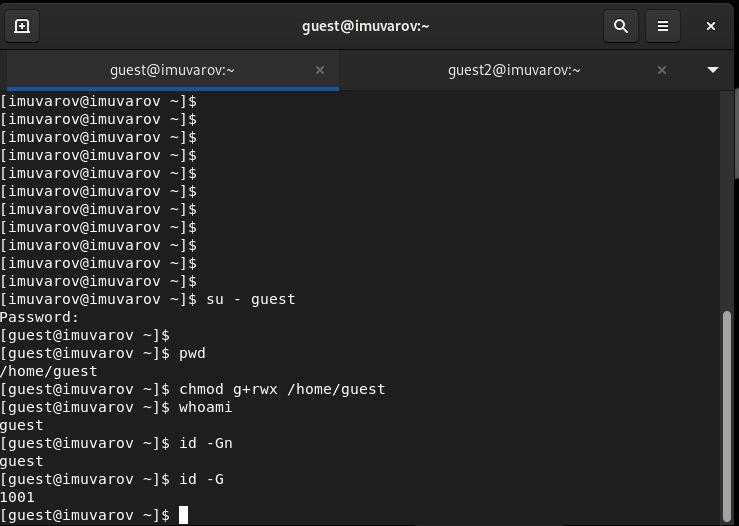 guest@imuvarov:~
guest@imuvarov:~
guest2@imuvarov:~
[imuvarov@imuvarov ~]$
[imuvarov@imuvarov ~]$
[imuvarov@imuvarov ~]$
[imuvarov@imuvarov ~]$
[imuvarov@imuvarov ~]$
[imuvarov@imuvarov ~]$
[imuvarov@imuvarov ~]$
[imuvarov@imuvarov ~]$
[imuvarov@imuvarov ~]$
[imuvarov@imuvarov ~]$
[imuvarov@imuvarov ~]$
[imuvarov@imuvarov ~]$ su - guest
Password:
[guest@imuvarov ~]$
[guest@imuvarov ~]$ pwd
/home/guest
[guest@imuvarov ~]$ chmod g+rwx /home/guest
[guest@imuvarov ~]$ whoami
guest
[guest@imuvarov ~]$ id -Gn
guest
[guest@imuvarov ~]$ id -G
1001
[guest@imuvarov ~]$